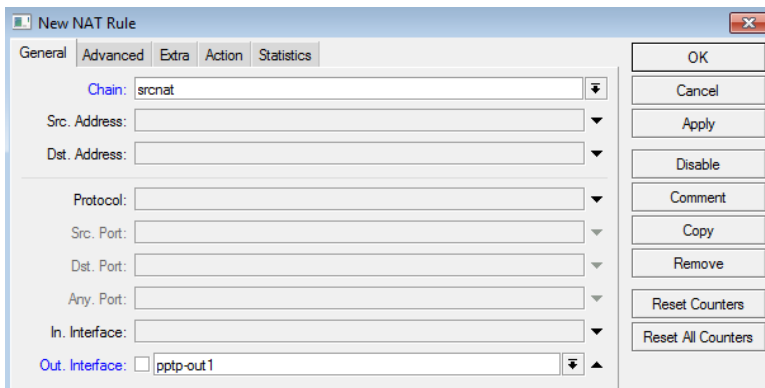 New NAT Rule
General Advanced Extra Action Statistics
OK
Chain: srcnat
Cancel
Src. Address:
Apply
Dst. Address:
Disable
Protocol:
Comment
Src. Port:
Copy
Dst. Port:
Remove
Any. Port:
Reset Counters
In. Interface:
Reset All Counters
Out. Interface: pptp-out1